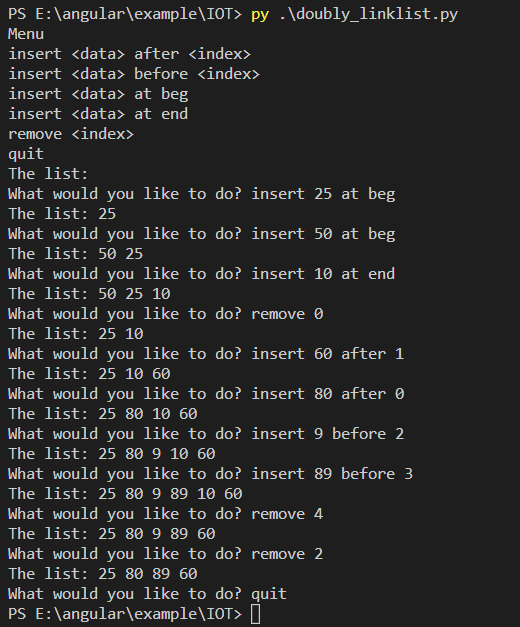 PS E:\angular\example\IOT> py .\doubly_linklist.py
Menu
insert <data> after <index>
insert <data> before <index>
insert <data> at beg
insert <data> at end
remove <index>
quit
The list:
What would you like to do? insert 25 at beg
The list: 25
What would you like to do? insert 50 at beg
The list: 50 25
What would you like to do? insert 10 at end
The list: 50 25 10
What would you like to do? remove 0
The list: 25 10
What would you like to do? insert 60 after 1
The list: 25 10 60
What would you like to do? insert 80 after 0
The list: 25 80 10 60
What would you like to do? insert 9 before 2
The list: 25 80 9 10 60
What would you like to do? insert 89 before 3
The list: 25 80 9 89 10 60
What would you like to do? remove 4
The list: 25 80 9 89 60
What would you like to do? remove 2
The list: 25 80 89 60
What would you like to do? quit
PS E:\angular\example\IOT>